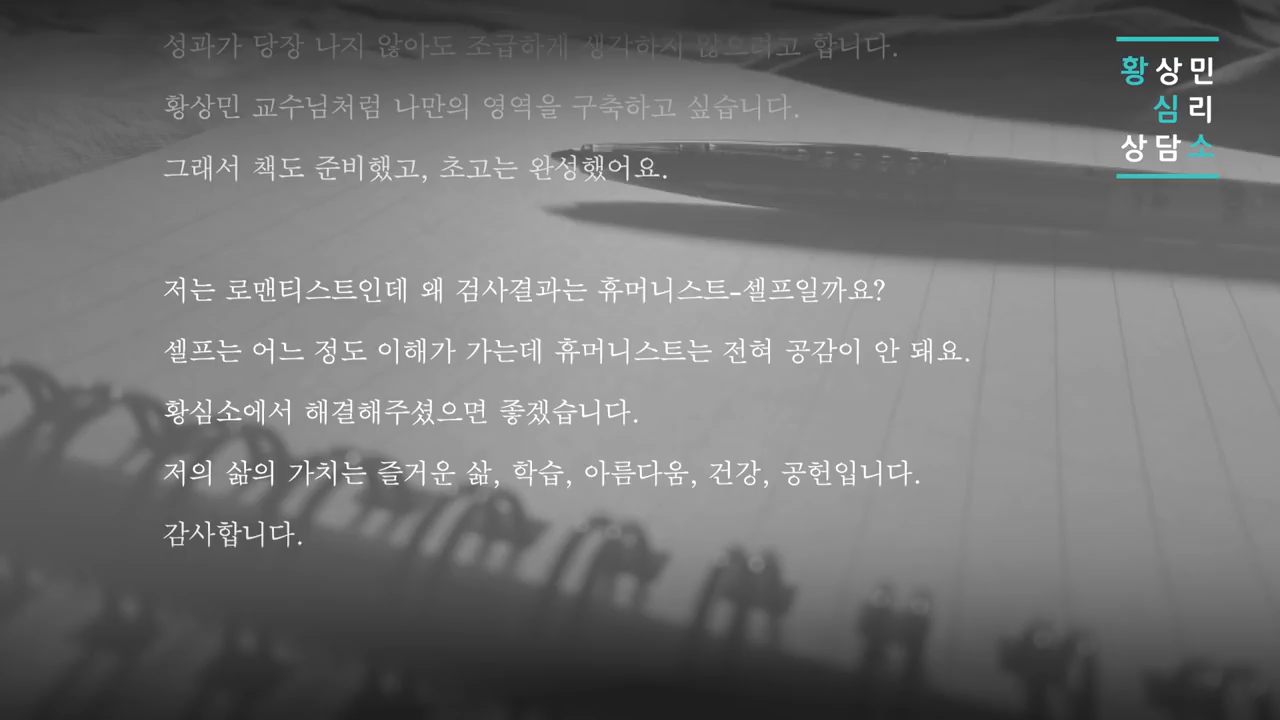 성과가 당장 나지 않아도 조급하게 생각하지 않으려고 합니다.
황상민 교수님처럼 나만의 영역을 구축하고 싶습니다.
그래서 책도 준비했고, 초고는 완성했어요.
저는 로맨티스트인데 왜 검사결과는 휴머니스트-셀프일까요?
셀프는 어느 정도 이해가 가는데 휴머니스트는 전혀 공감이 안 돼요.
황심소에서 해결해주셨으면 좋겠습니다.
저의 삶의 가치는 즐거운 삶, 학습, 아름다움, 건강, 공헌입니다.
감사합니다.
황상민
심리
상담소